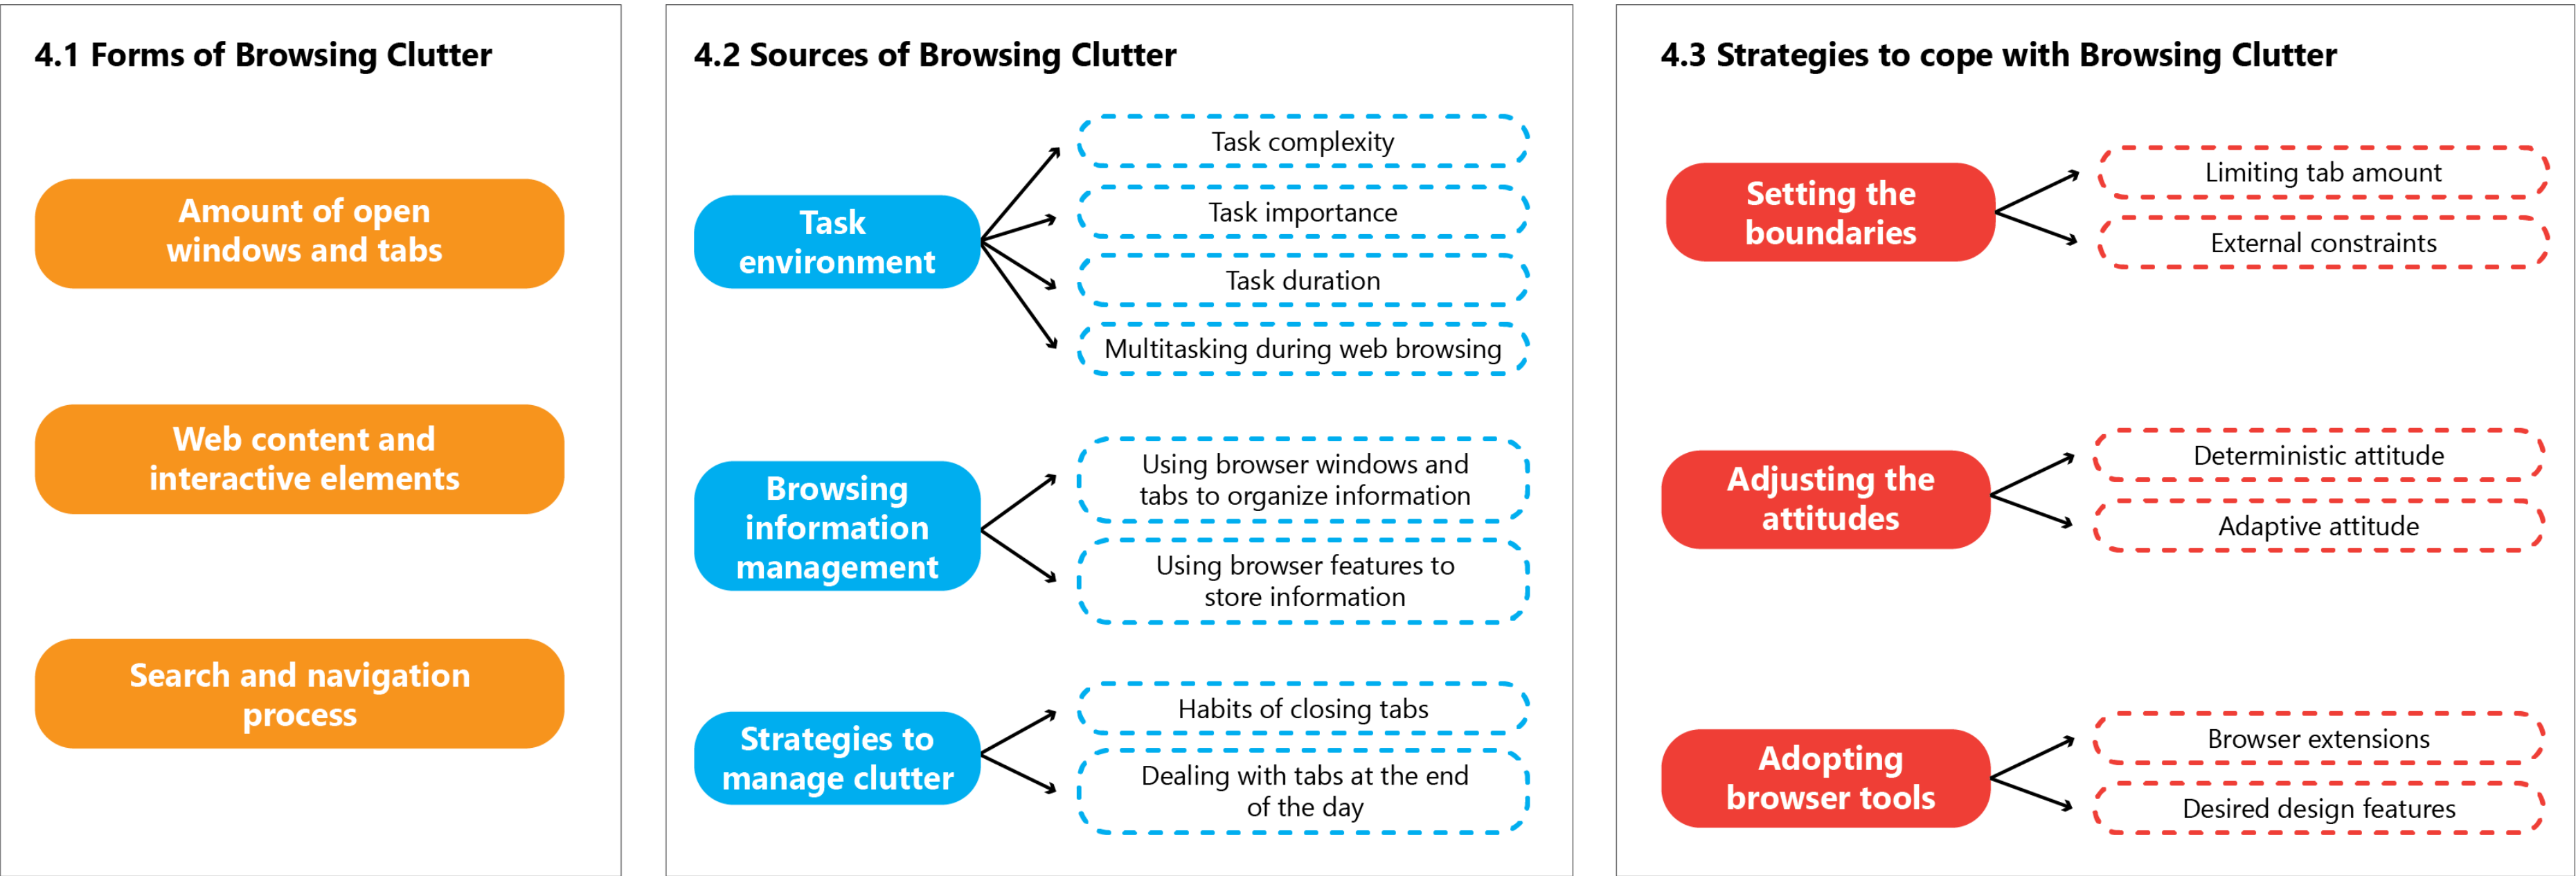 4.1 Forms of Browsing Clutter
Amount of open
windows and tabs
Web content and
interactive elements
Search and navigation
process
4.2 Sources of Browsing Clutter
Task
environment
Task complexity
Task importance
Task duration
Multitasking during web browsing
Browsing
information
management
Using browser windows and
tabs to organize information
Using browser features to
store information
Strategies to
manage clutter
Habits of closing tabs
Dealing with tabs at the end
of the day
4.3 Strategies to cope with Browsing Clutter
Setting the
boundaries
Limiting tab amount
External constraints
Adjusting the
attitudes
Deterministic attitude
Adaptive attitude
Adopting
browser tools
Browser extensions
Desired design features